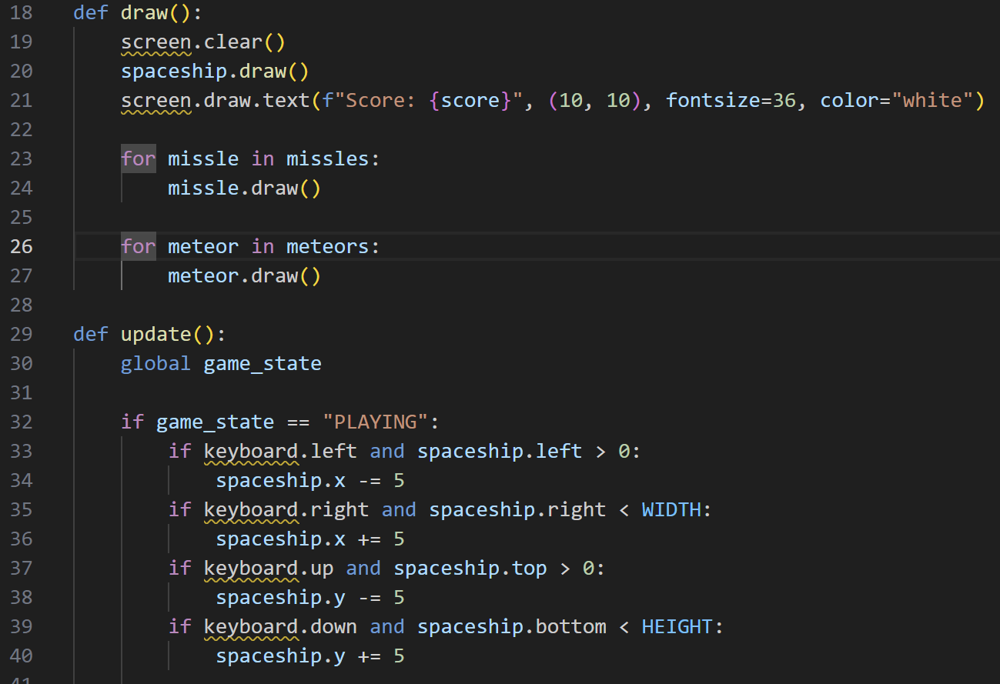 18 def draw():
19     screen.clear()
20     spaceship.draw()
21     screen.draw.text(f"Score: {score}", (10, 10), fontsize=36, color="white")
22
23     for missle in missles:
24         missle.draw()
25
26     for meteor in meteors:
27         meteor.draw()
28
29 def update():
30     global game_state
31
32     if game_state == "PLAYING":
33         if keyboard.left and spaceship.left > 0:
34             spaceship.x -= 5
35         if keyboard.right and spaceship.right < WIDTH:
36             spaceship.x += 5
37         if keyboard.up and spaceship.top > 0:
38             spaceship.y -= 5
39         if keyboard.down and spaceship.bottom < HEIGHT:
40             spaceship.y += 5
41